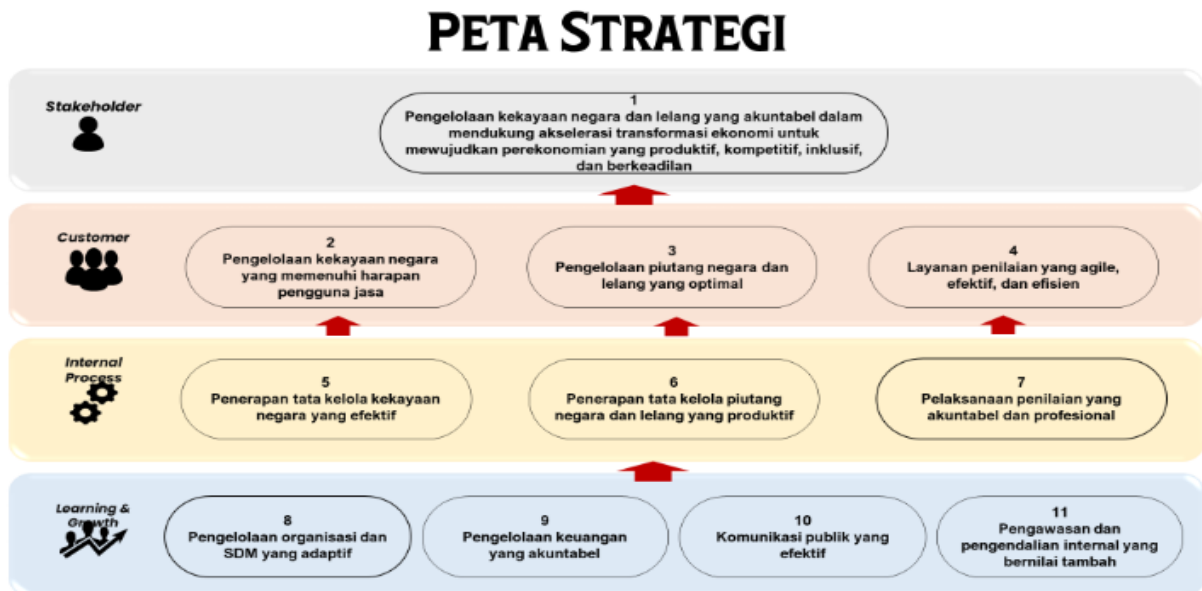 PETA STRATEGI
Stakeholder
1
Pengelolaan kekayaan negara dan lelang yang akuntabel dalam
mendukung akselerasi transformasi ekonomi untuk
mewujudkan perekonomian yang produktif, kompetitif, inklusif,
dan berkeadilan
Customer
2
Pengelolaan kekayaan negara
yang memenuhi harapan
pengguna jasa
3
Pengelolaan piutang negara dan
lelang yang optimal
4
Layanan penilaian yang agile,
efektif, dan efisien
Internal
Process
5
Penerapan tata kelola kekayaan
negara yang efektif
6
Penerapan tata kelola piutang
negara dan lelang yang produktif
7
Pelaksanaan penilaian yang
akuntabel dan profesional
Learning &
Growth
8
Pengelolaan organisasi dan
SDM yang adaptif
9
Pengelolaan keuangan
yang akuntabel
10
Komunikasi publik yang
efektif
11
Pengawasan dan
pengendalian internal yang
bernilai tambah